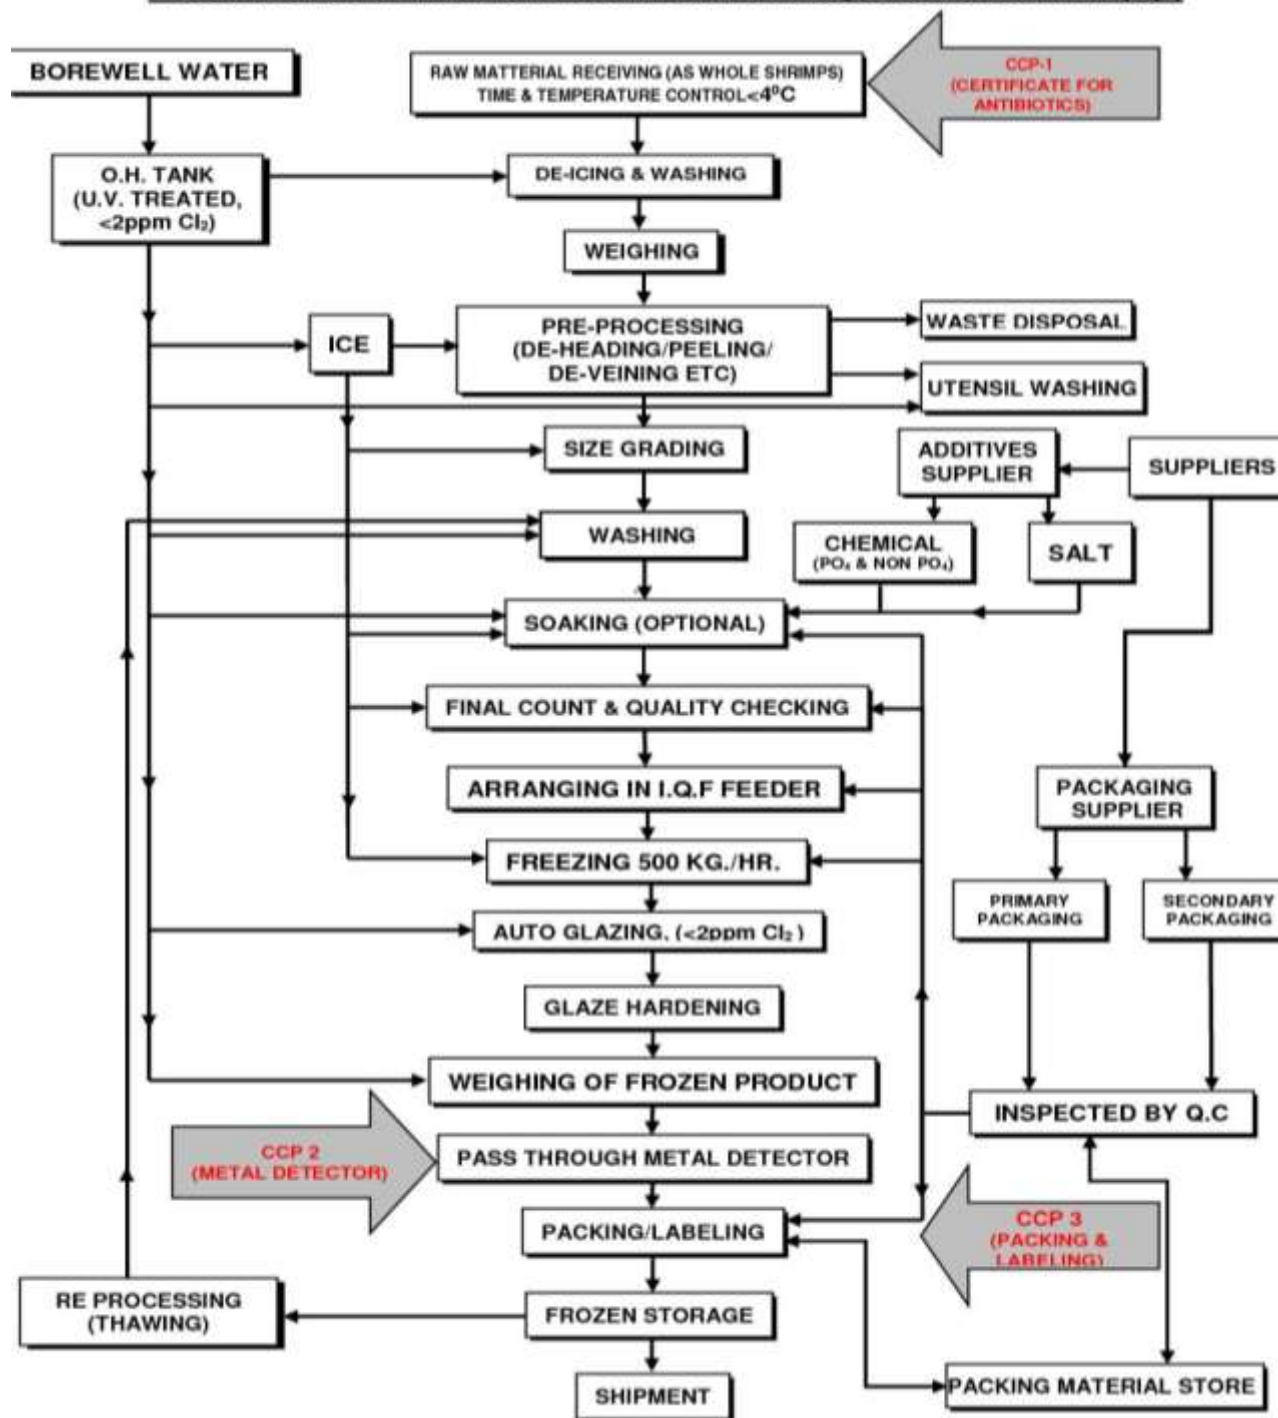 BOREWELL WATER
RAW MATTERIAL RECEIVING (AS WHOLE SHRIMPS)
TIME & TEMPERATURE CONTROL<4⁰C
CCP-1
(CERTIFICATE FOR
ANTIBIOTICS)
O.H. TANK
(U.V. TREATED,
<2ppm Cl₂)
DE-ICING & WASHING
WEIGHING
ICE
PRE-PROCESSING
(DE-HEADING/PEELING/
DE-VEINING ETC)
WASTE DISPOSAL
UTENSIL WASHING
SIZE GRADING
ADDITIVES
SUPPLIER
SUPPLIERS
WASHING
CHEMICAL
(PO₄ & NON PO₄)
SALT
SOAKING (OPTIONAL)
FINAL COUNT & QUALITY CHECKING
ARRANGING IN I.Q.F FEEDER
PACKAGING
SUPPLIER
FREEZING 500 KG./HR.
PRIMARY
PACKAGING
SECONDARY
PACKAGING
AUTO GLAZING, (<2ppm Cl₂ )
GLAZE HARDENING
WEIGHING OF FROZEN PRODUCT
INSPECTED BY Q.C
CCP 2
(METAL DETECTOR)
PASS THROUGH METAL DETECTOR
PACKING/LABELING
CCP 3
(PACKING &
LABELING)
RE PROCESSING
(THAWING)
FROZEN STORAGE
SHIPMENT
PACKING MATERIAL STORE